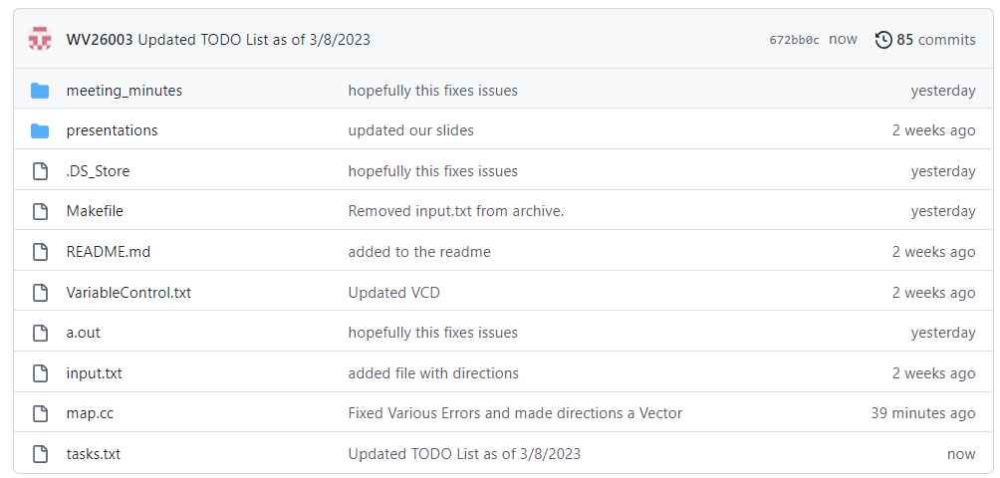 WV26003 Updated TODO List as of 3/8/2023 672bb0c now 85 commits
meeting_minutes hopefully this fixes issues yesterday
presentations updated our slides 2 weeks ago
.DS_Store hopefully this fixes issues yesterday
Makefile Removed input.txt from archive. yesterday
README.md added to the readme 2 weeks ago
VariableControl.txt Updated VCD 2 weeks ago
a.out hopefully this fixes issues yesterday
input.txt added file with directions 2 weeks ago
map.cc Fixed Various Errors and made directions a Vector 39 minutes ago
tasks.txt Updated TODO List as of 3/8/2023 now